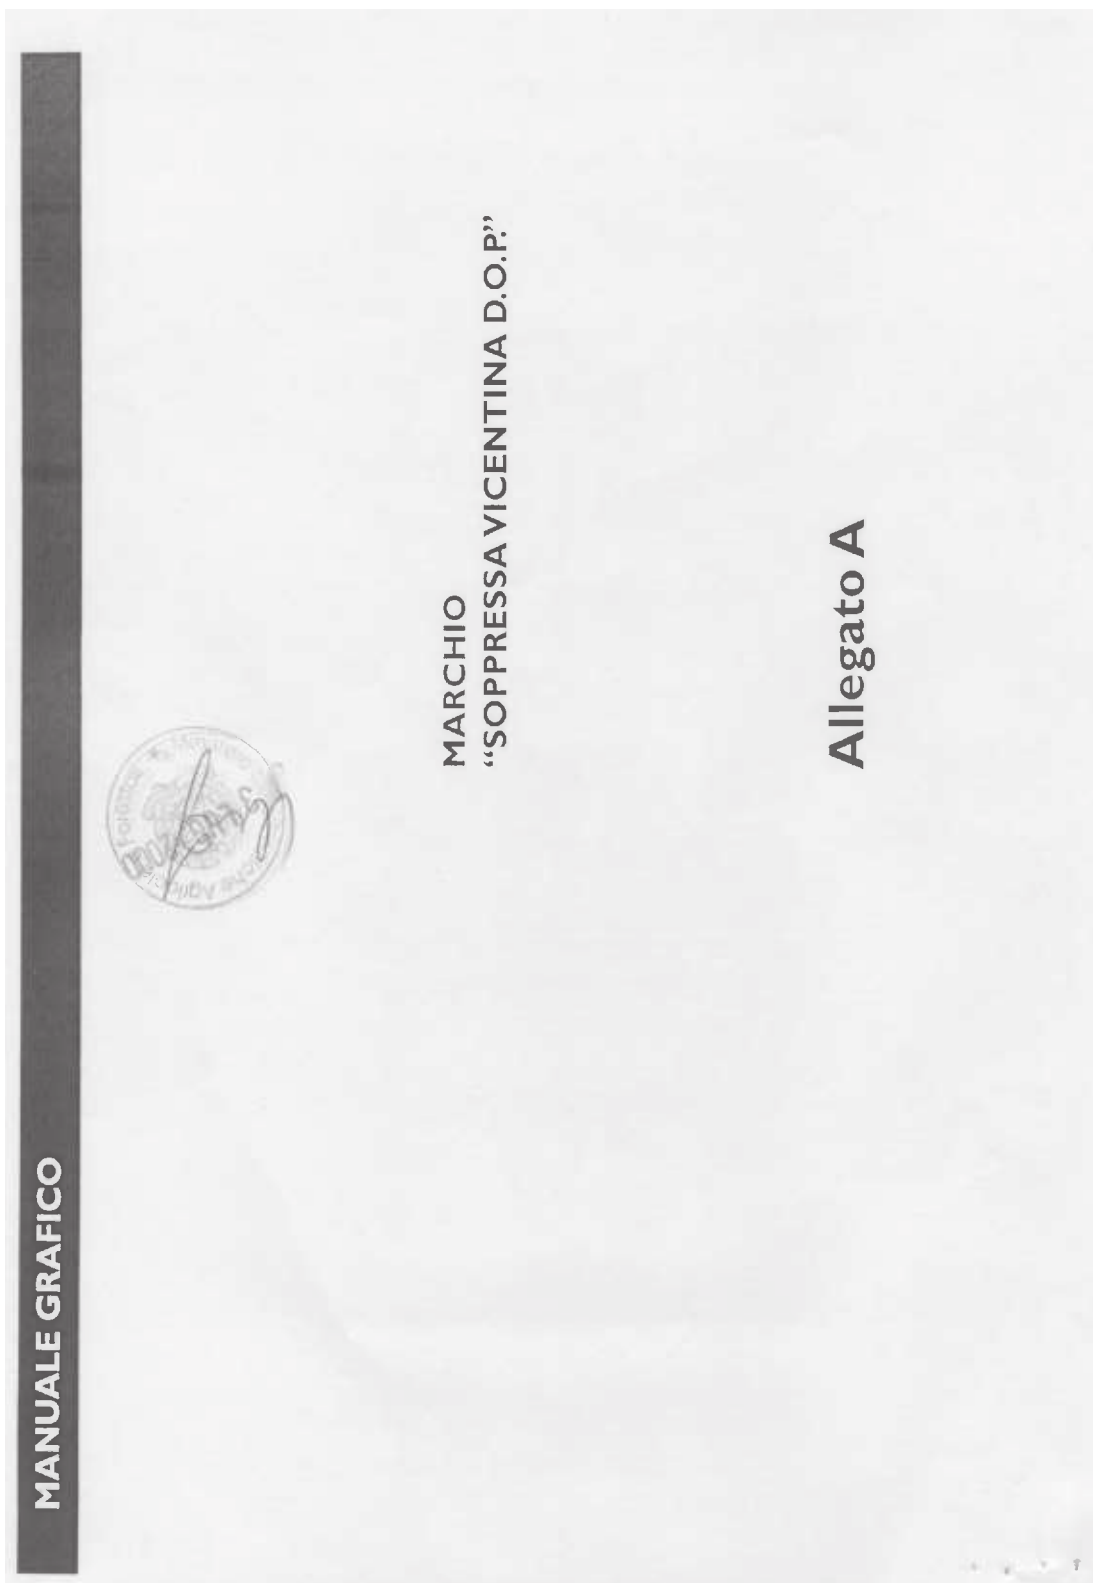 MANUALE GRAFICO
MARCHIO
“SOPPRESSA VICENTINA D.O.P.”
Allegato A